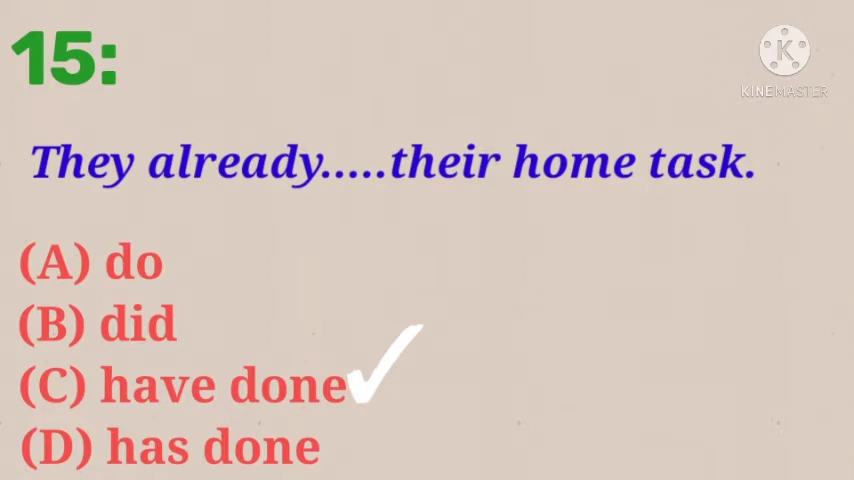 15:
KINEMASTER
They already.....their home task.
(A) do
(B) did
(C) have done
(D) has done